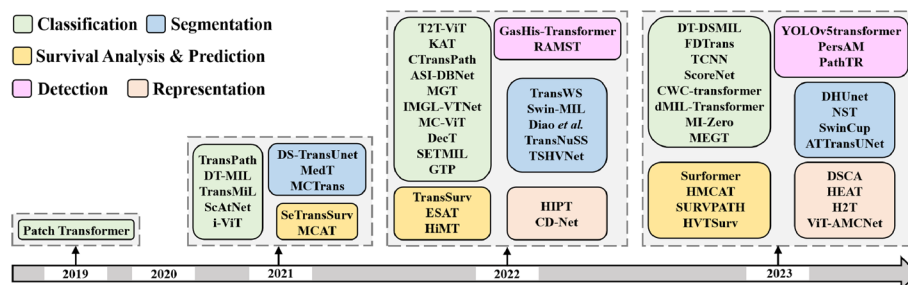 Classification
Segmentation
Survival Analysis & Prediction
Detection
Representation
Patch Transformer
TransPath
DT-MIL
TransMiL
ScAtNet
i-ViT
DS-TransUnet
MedT
MCTrans
SeTransSurv
MCAT
T2T-ViT
KAT
CTransPath
ASI-DBNet
MGT
IMGL-VTNet
MC-ViT
DecT
SETMIL
GTP
GasHis-Transformer
RAMST
TransWS
Swin-MIL
Diao et al.
TransNuSS
TSHVNet
TransSurv
ESAT
HiMT
HIPT
CD-Net
DT-DSMIL
FDTrans
TCNN
ScoreNet
CWC-transformer
dMIL-Transformer
MI-Zero
MEGT
YOLOv5transformer
PersAM
PathTR
DHUnet
NST
SwinCup
ATTransUNet
Surformer
HMCAT
SURVPATH
HVTSurv
DSCA
HEAT
H2T
ViT-AMCNet
2019
2020
2021
2022
2023